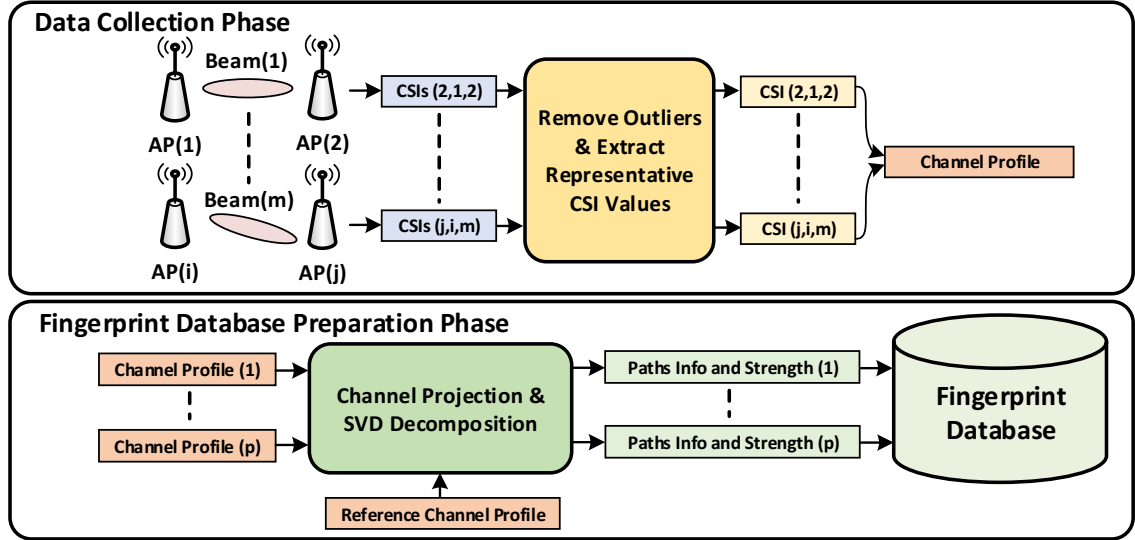 Data Collection Phase
Beam(1)
AP(1)
AP(2)
CSIs (2,1,2)
Remove Outliers
& Extract
Representative
CSI Values
CSI (2,1,2)
Channel Profile
Beam(m)
AP(i)
AP(j)
CSIs (j,i,m)
CSI (j,i,m)
Fingerprint Database Preparation Phase
Channel Profile (1)
Channel Projection &
SVD Decomposition
Paths Info and Strength (1)
Fingerprint
Database
Channel Profile (p)
Paths Info and Strength (p)
Reference Channel Profile